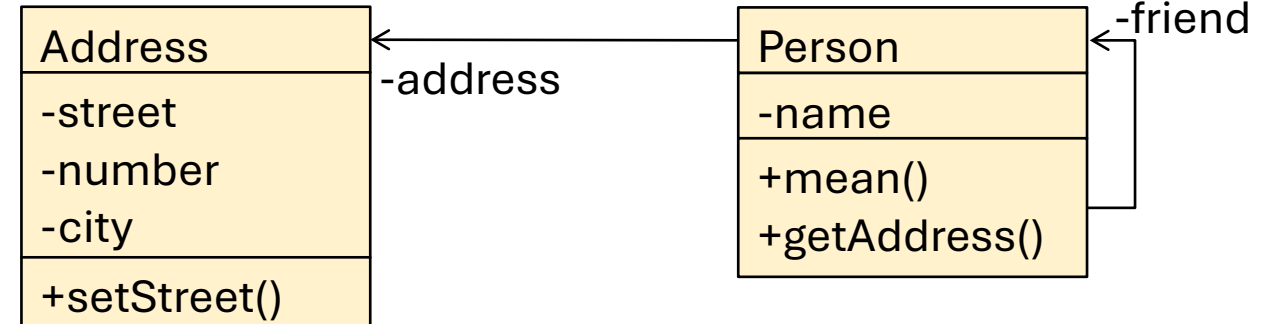 Address
-street
-number
-city
+setStreet()
-address
Person
-name
+mean()
+getAddress()
-friend